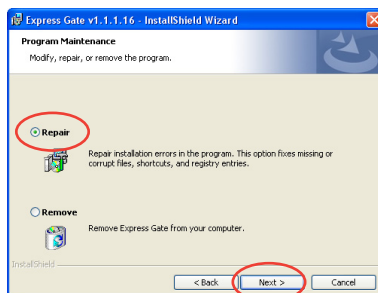 Express Gate v1.1.1.16 - InstallShield Wizard
Program Maintenance
Modify, repair, or remove the program.
Repair
Repair installation errors in the program. This option fixes missing or
corrupt files, shortcuts, and registry entries.
Remove
Remove Express Gate from your computer.
InstallShield
< Back Next > Cancel